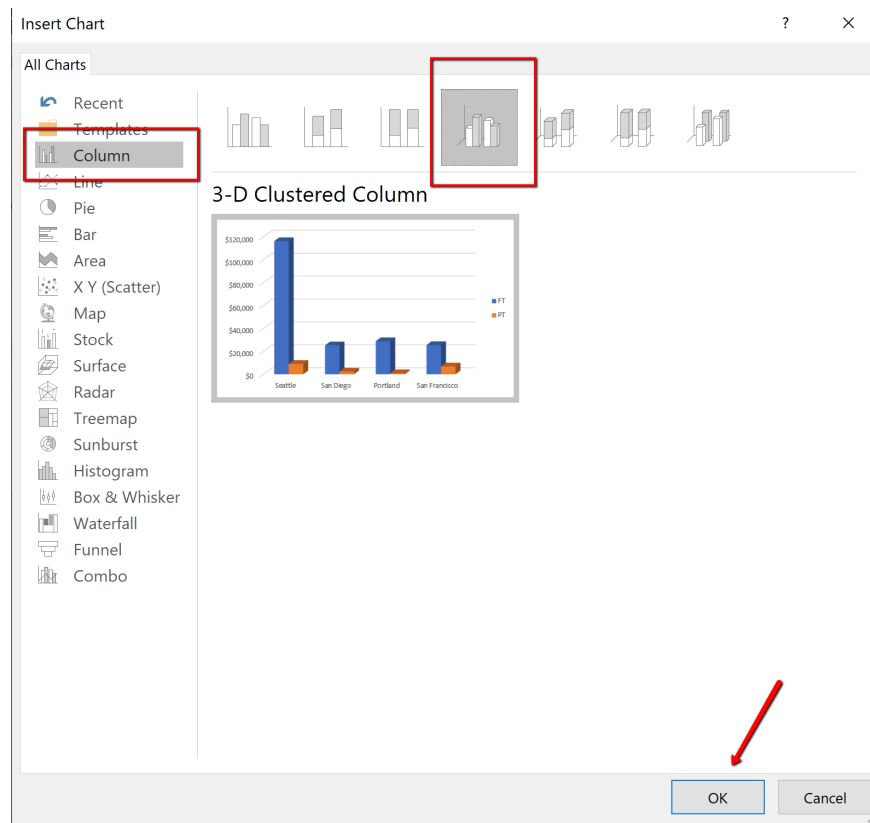 Insert Chart
?
All Charts
Recent
Templates
Column
Line
Pie
Bar
Area
X Y (Scatter)
Map
Stock
Surface
Radar
Treemap
Sunburst
Histogram
Box & Whisker
Waterfall
Funnel
Combo
3-D Clustered Column
$120,000
$100,000
$80,000
$60,000
$40,000
$20,000
$0
Seattle San Diego Portland San Francisco
FT
PT
OK Cancel